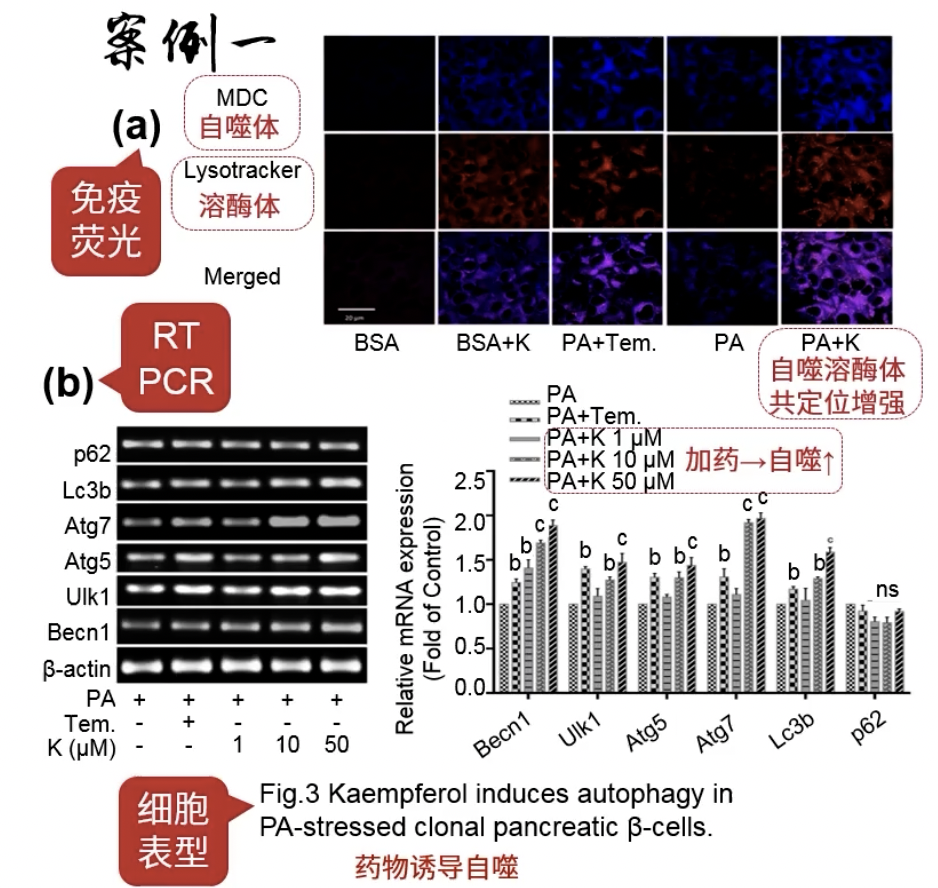 案例一
(a)
MDC
自噬体
免疫
荧光
Lysotracker
溶酶体
Merged
20 μm
BSA
BSA+K
PA+Tem.
PA
PA+K
自噬溶酶体
共定位增强
(b)
RT
PCR
p62
Lc3b
Atg7
Atg5
Ulk1
Becn1
β-actin
PA + + + + +
Tem. - + - - -
K (μM) - - 1 10 50
PA
PA+Tem.
PA+K 1 μM
PA+K 10 μM
PA+K 50 μM
加药→自噬↑
Relative mRNA expression
(Fold of Control)
2.5
2.0
1.5
1.0
0.5
0.0
b b c c
b b c
b b c
b c c
b b c
ns
Becn1
Ulk1
Atg5
Atg7
Lc3b
p62
细胞
表型
Fig.3 Kaempferol induces autophagy in
PA-stressed clonal pancreatic β-cells.
药物诱导自噬